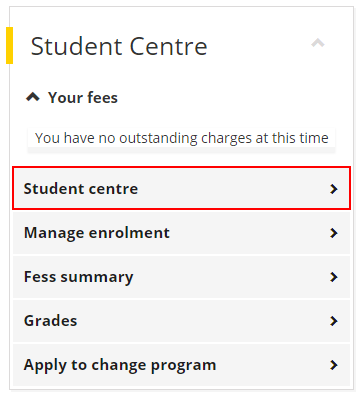 Student Centre
Your fees
You have no outstanding charges at this time
Student centre
Manage enrolment
Fess summary
Grades
Apply to change program